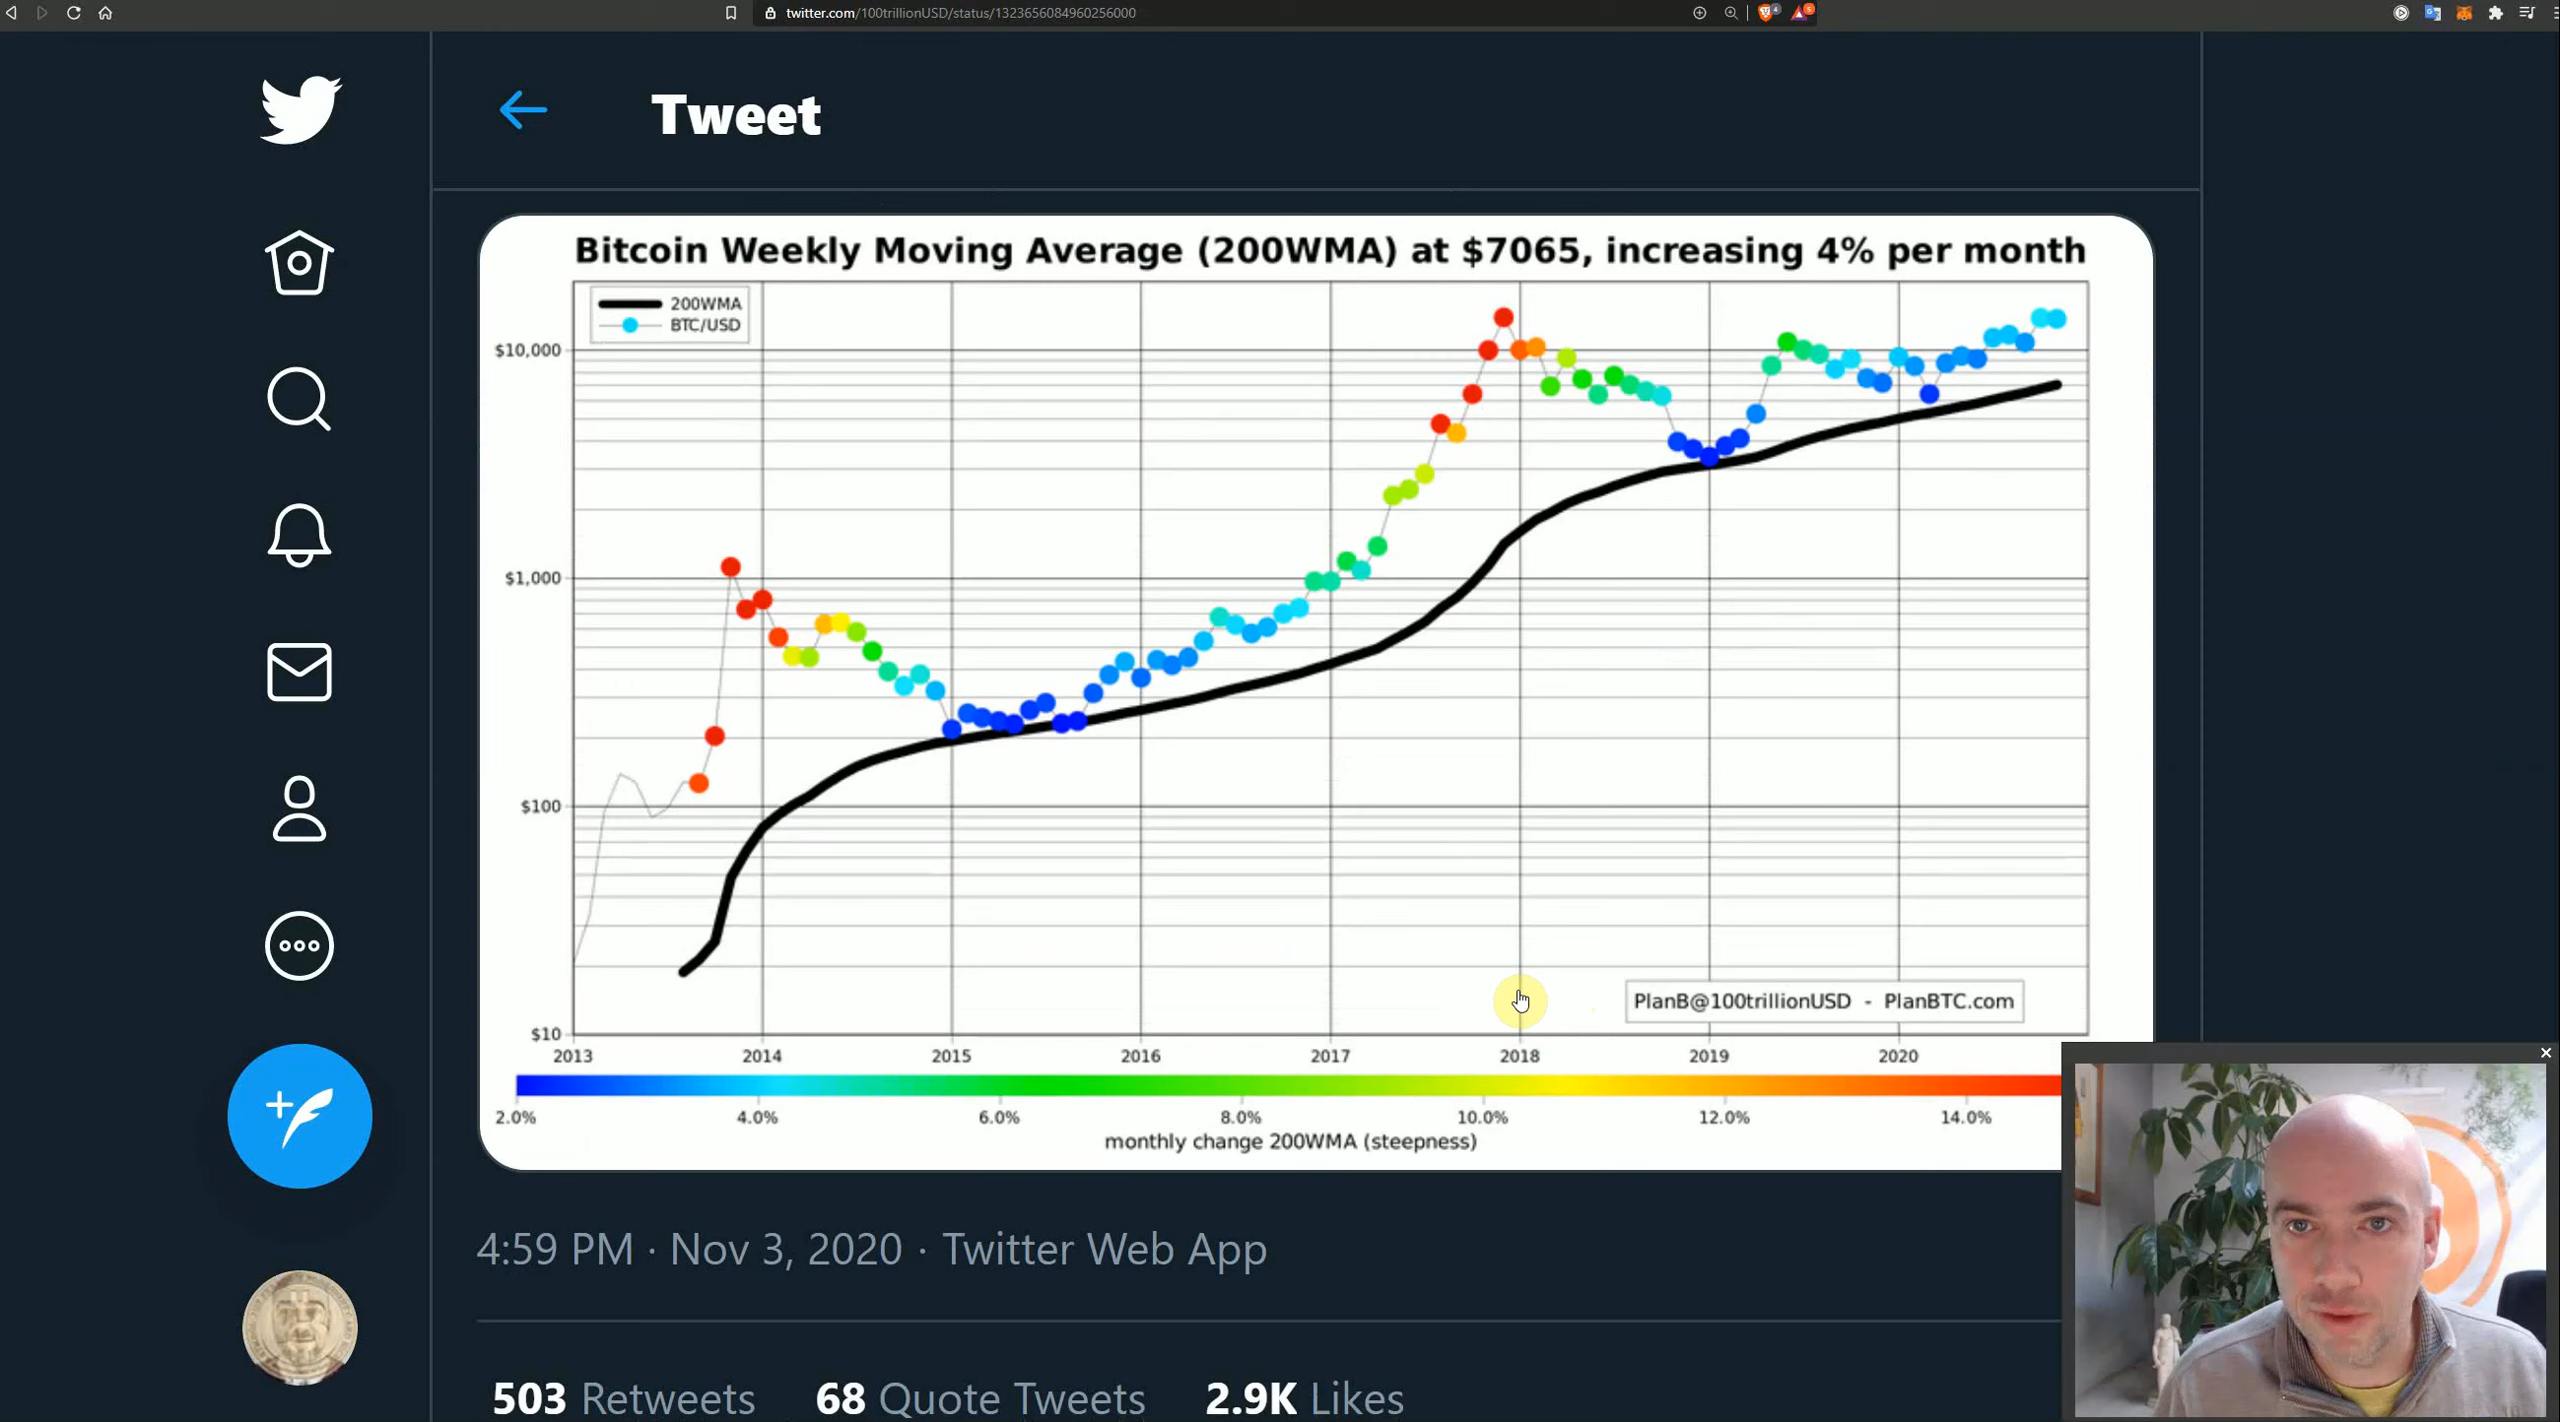 twitter.com/100trillionUSD/status/1323656084960256000
Tweet
Bitcoin Weekly Moving Average (200WMA) at $7065, increasing 4% per month
200WMA
BTC/USD
$10,000
$1,000
$100
$10
2013 2014 2015 2016 2017 2018 2019 2020
PlanB@100trillionUSD - PlanBTC.com
2.0% 4.0% 6.0% 8.0% 10.0% 12.0% 14.0%
monthly change 200WMA (steepness)
4:59 PM · Nov 3, 2020 · Twitter Web App
503 Retweets 68 Quote Tweets 2.9K Likes